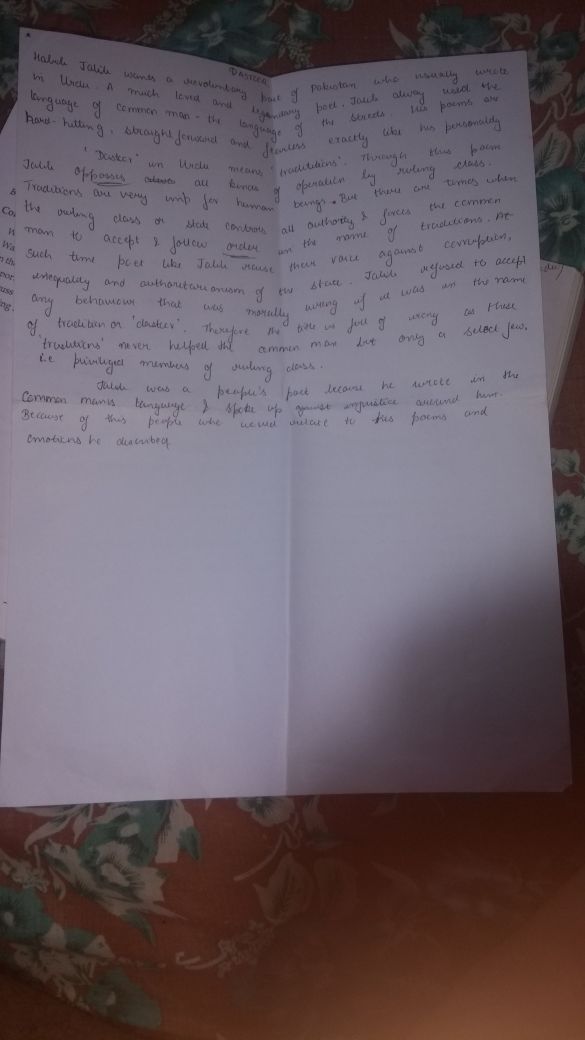 DASTOOR
Habib Jalib wants a revolutionary poet of Pakistan who usually wrote
in Urdu. A much loved and legendary poet. Jalib alway used the
language of common man - the language of the streets. His poems are
hard-hitting, straightforward and fearless exactly like his personality
'Dastoor' in Urdu means 'traditions'. Through this poem
Jalib opposes all kinds of operation by ruling class.
Traditions are very imp for human beings. But there are times when
the ruling class or state controls all authority & forces the common
man to accept & follow order in the name of traditions. At
such time poet like Jalib raise their voice against corruption,
inequality and authoritarianism of the state. Jalib refused to accept
any behaviour that was morally wrong if it was in the name
of tradition or 'dastoor'. Therefore the title is full of wrong as these
'traditions' never helped the common man but only a select few.
i.e privileged members of ruling class.
Jalib was a people's poet because he wrote in the
common man's language & spoke up against injustice around him.
Because of this people who would relate to his poems and
emotions he described